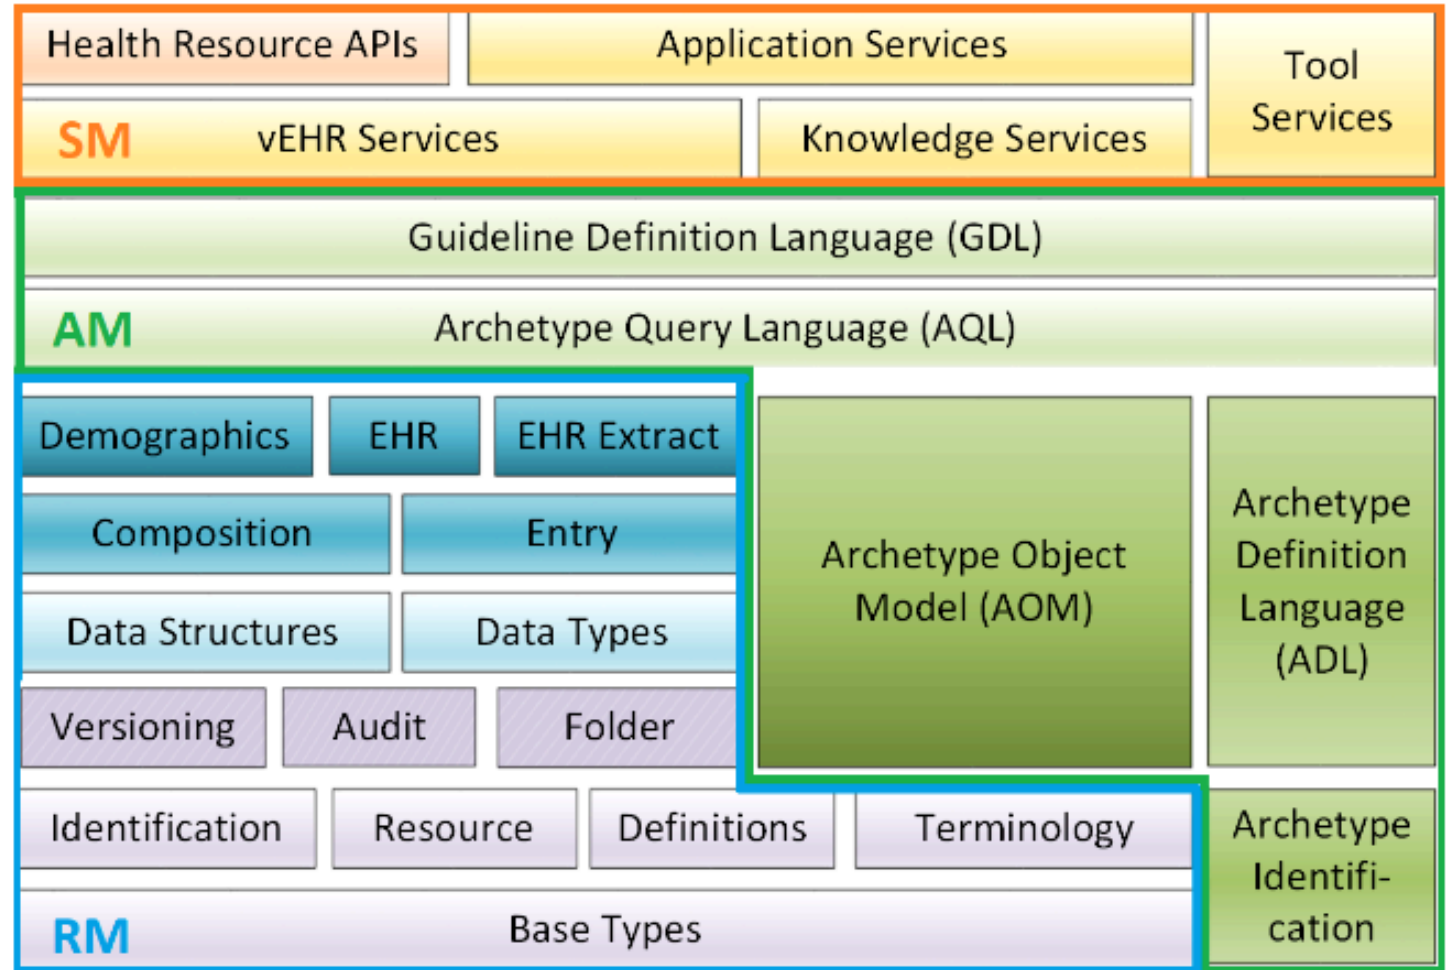 Health Resource APIs
Application Services
Tool
Services
SM
vEHR Services
Knowledge Services
Guideline Definition Language (GDL)
AM
Archetype Query Language (AQL)
Demographics
EHR
EHR Extract
Composition
Entry
Archetype Object
Model (AOM)
Archetype
Definition
Language
(ADL)
Data Structures
Data Types
Versioning
Audit
Folder
Identification
Resource
Definitions
Terminology
Archetype
Identifi-
cation
RM
Base Types